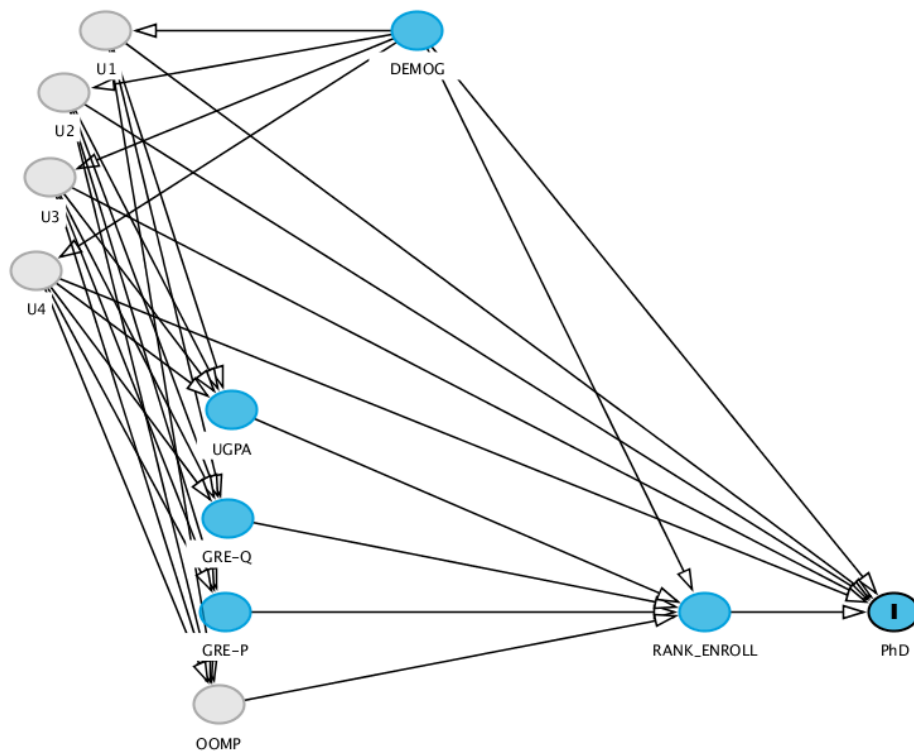 U1
DEMOG
U2
U3
U4
UGPA
GRE-Q
GRE-P
RANK_ENROLL
PhD
OOMP